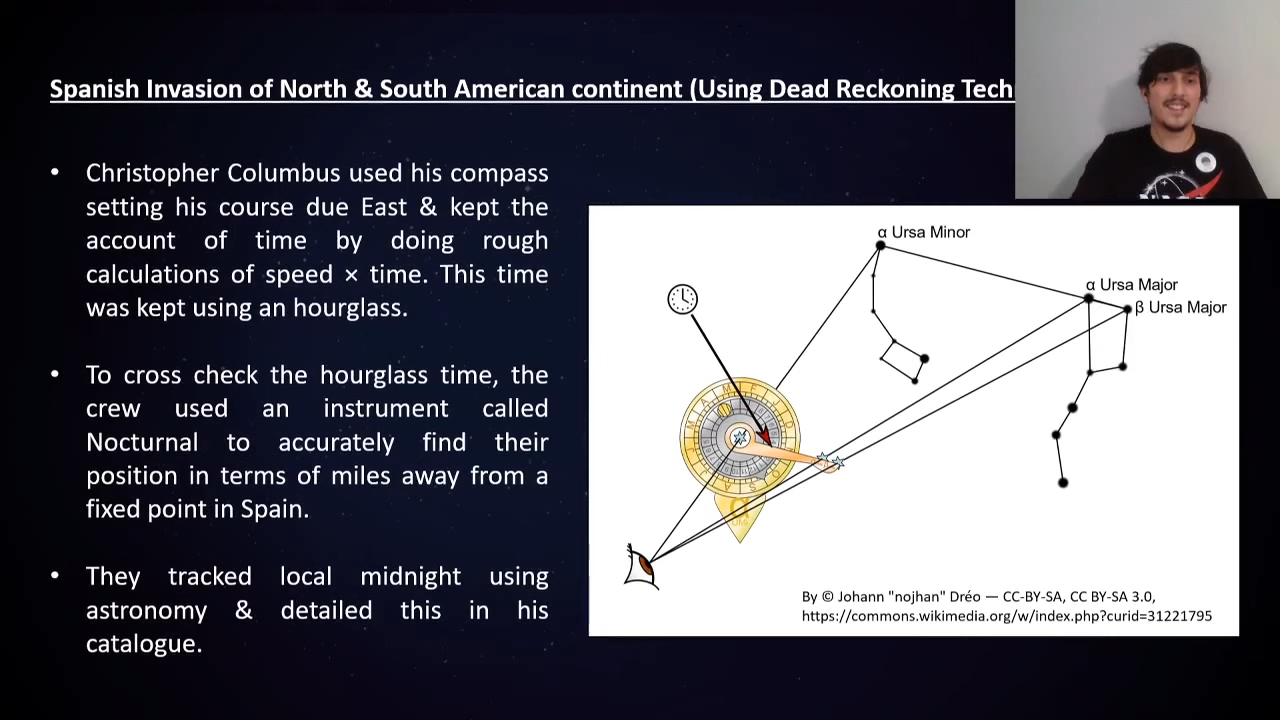 Spanish Invasion of North & South American continent (Using Dead Reckoning Tech
• Christopher Columbus used his compass
setting his course due East & kept the
account of time by doing rough
calculations of speed × time. This time
was kept using an hourglass.
• To cross check the hourglass time, the
crew used an instrument called
Nocturnal to accurately find their
position in terms of miles away from a
fixed point in Spain.
• They tracked local midnight using
astronomy & detailed this in his
catalogue.
α Ursa Minor
α Ursa Major
β Ursa Major
By © Johann "nojhan" Dréo — CC-BY-SA, CC BY-SA 3.0,
https://commons.wikimedia.org/w/index.php?curid=31221795